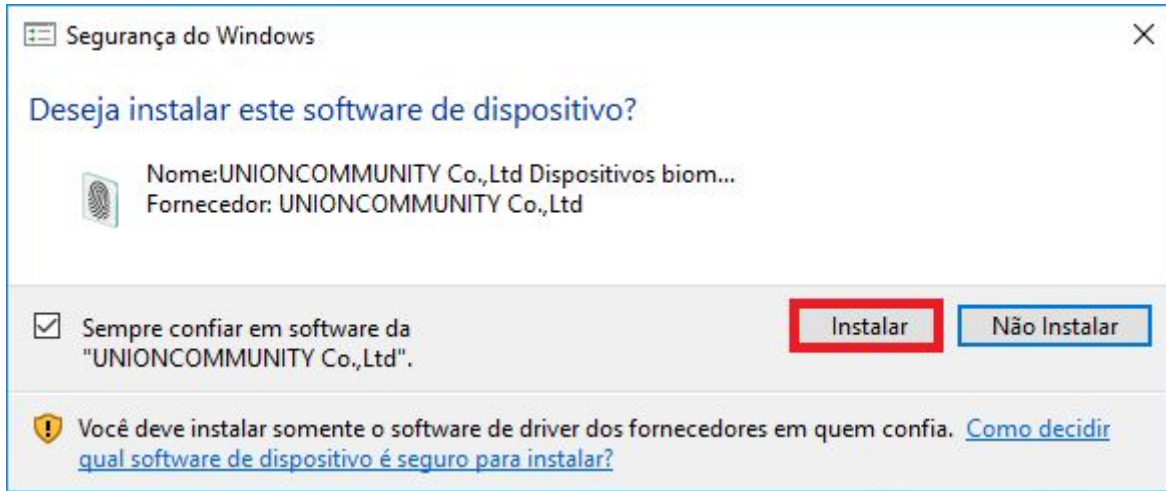 Segurança do Windows
Deseja instalar este software de dispositivo?
Nome:UNIONCOMMUNITY Co.,Ltd Dispositivos biom...
Fornecedor: UNIONCOMMUNITY Co.,Ltd
Sempre confiar em software da
"UNIONCOMMUNITY Co.,Ltd".
Instalar
Não Instalar
Você deve instalar somente o software de driver dos fornecedores em quem confia. Como decidir
qual software de dispositivo é seguro para instalar?